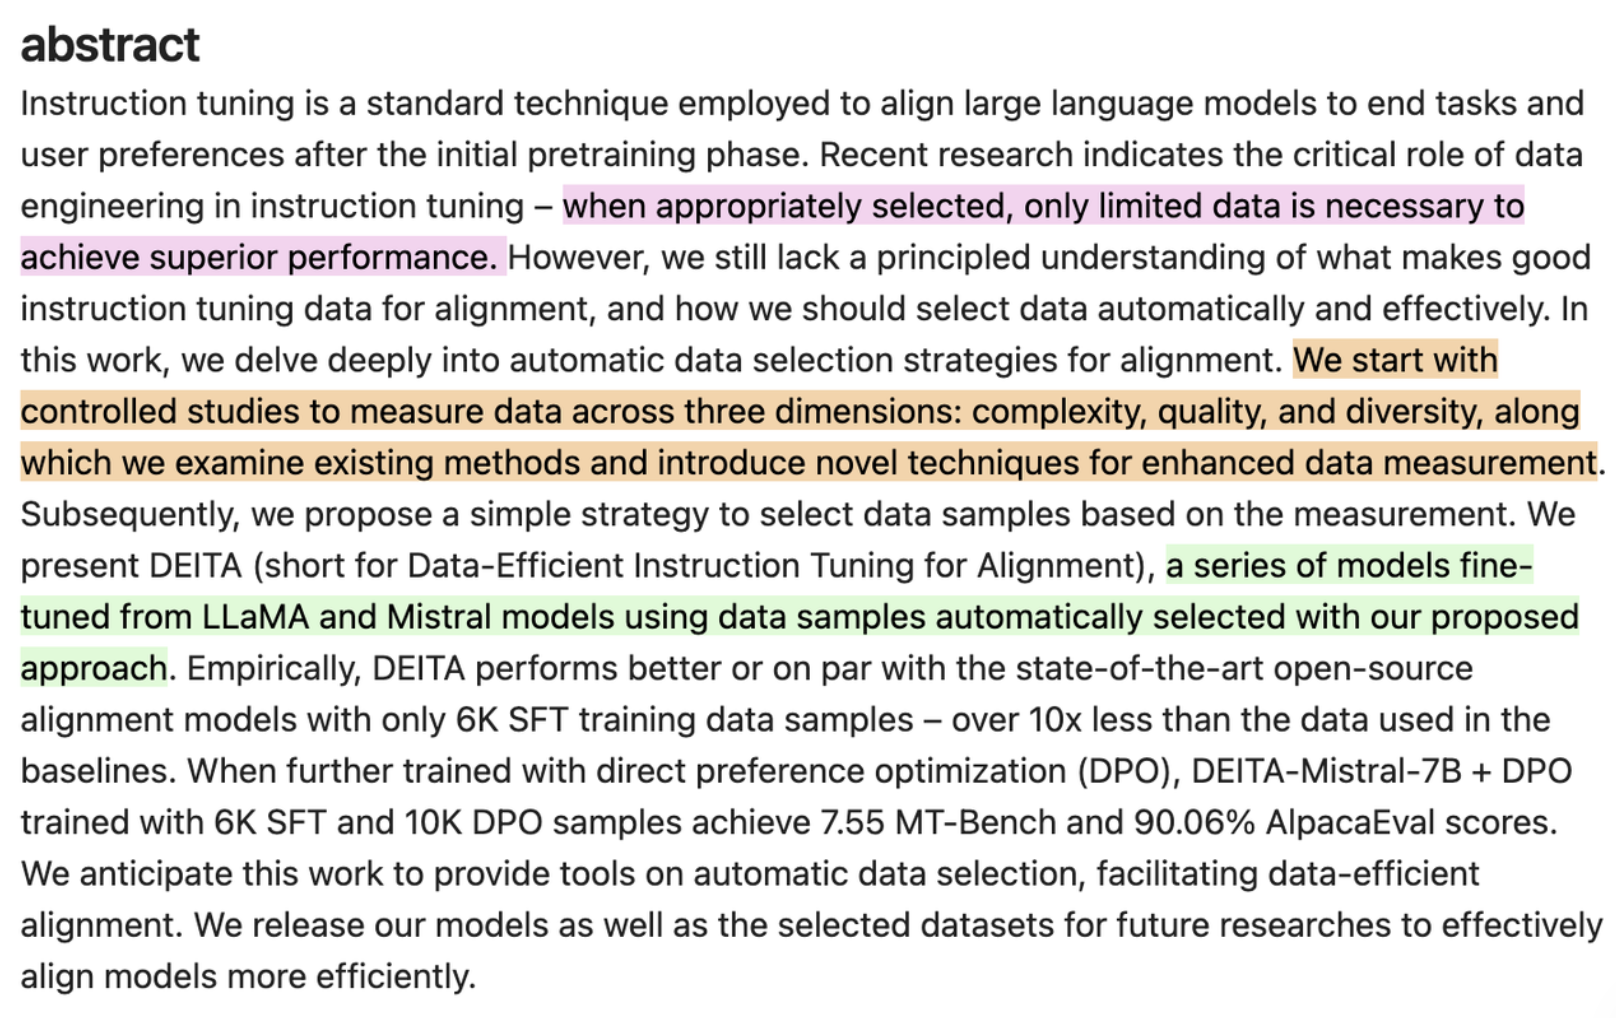 abstract
Instruction tuning is a standard technique employed to align large language models to end tasks and
user preferences after the initial pretraining phase. Recent research indicates the critical role of data
engineering in instruction tuning – when appropriately selected, only limited data is necessary to
achieve superior performance. However, we still lack a principled understanding of what makes good
instruction tuning data for alignment, and how we should select data automatically and effectively. In
this work, we delve deeply into automatic data selection strategies for alignment. We start with
controlled studies to measure data across three dimensions: complexity, quality, and diversity, along
which we examine existing methods and introduce novel techniques for enhanced data measurement.
Subsequently, we propose a simple strategy to select data samples based on the measurement. We
present DEITA (short for Data-Efficient Instruction Tuning for Alignment), a series of models fine-
tuned from LLaMA and Mistral models using data samples automatically selected with our proposed
approach. Empirically, DEITA performs better or on par with the state-of-the-art open-source
alignment models with only 6K SFT training data samples – over 10x less than the data used in the
baselines. When further trained with direct preference optimization (DPO), DEITA-Mistral-7B + DPO
trained with 6K SFT and 10K DPO samples achieve 7.55 MT-Bench and 90.06% AlpacaEval scores.
We anticipate this work to provide tools on automatic data selection, facilitating data-efficient
alignment. We release our models as well as the selected datasets for future researches to effectively
align models more efficiently.